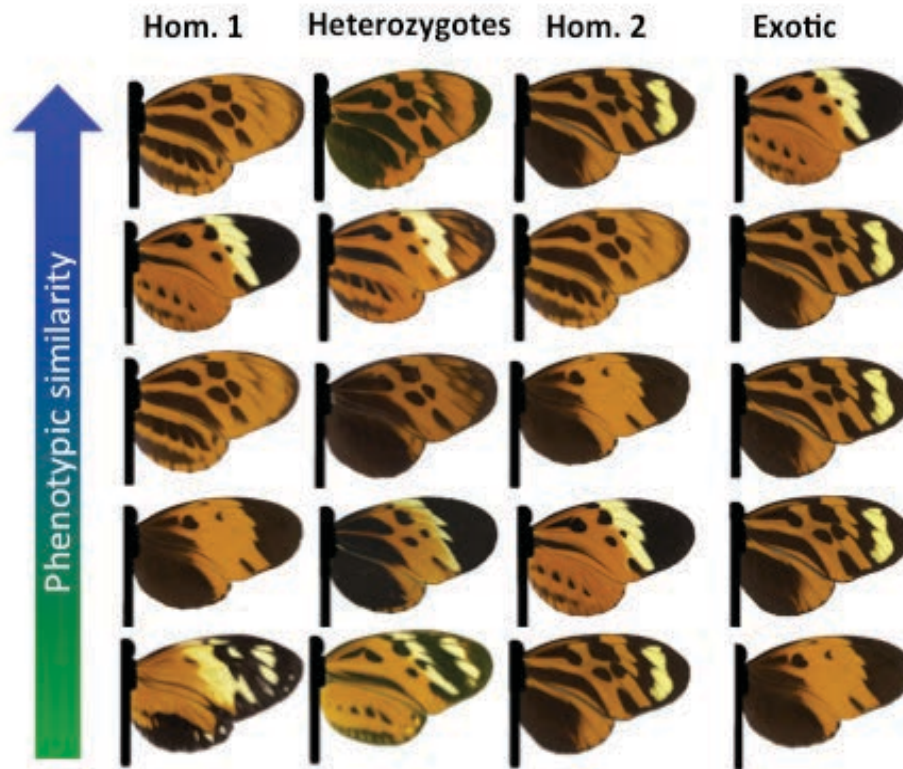 Hom. 1
Heterozygotes
Hom. 2
Exotic
Phenotypic similarity